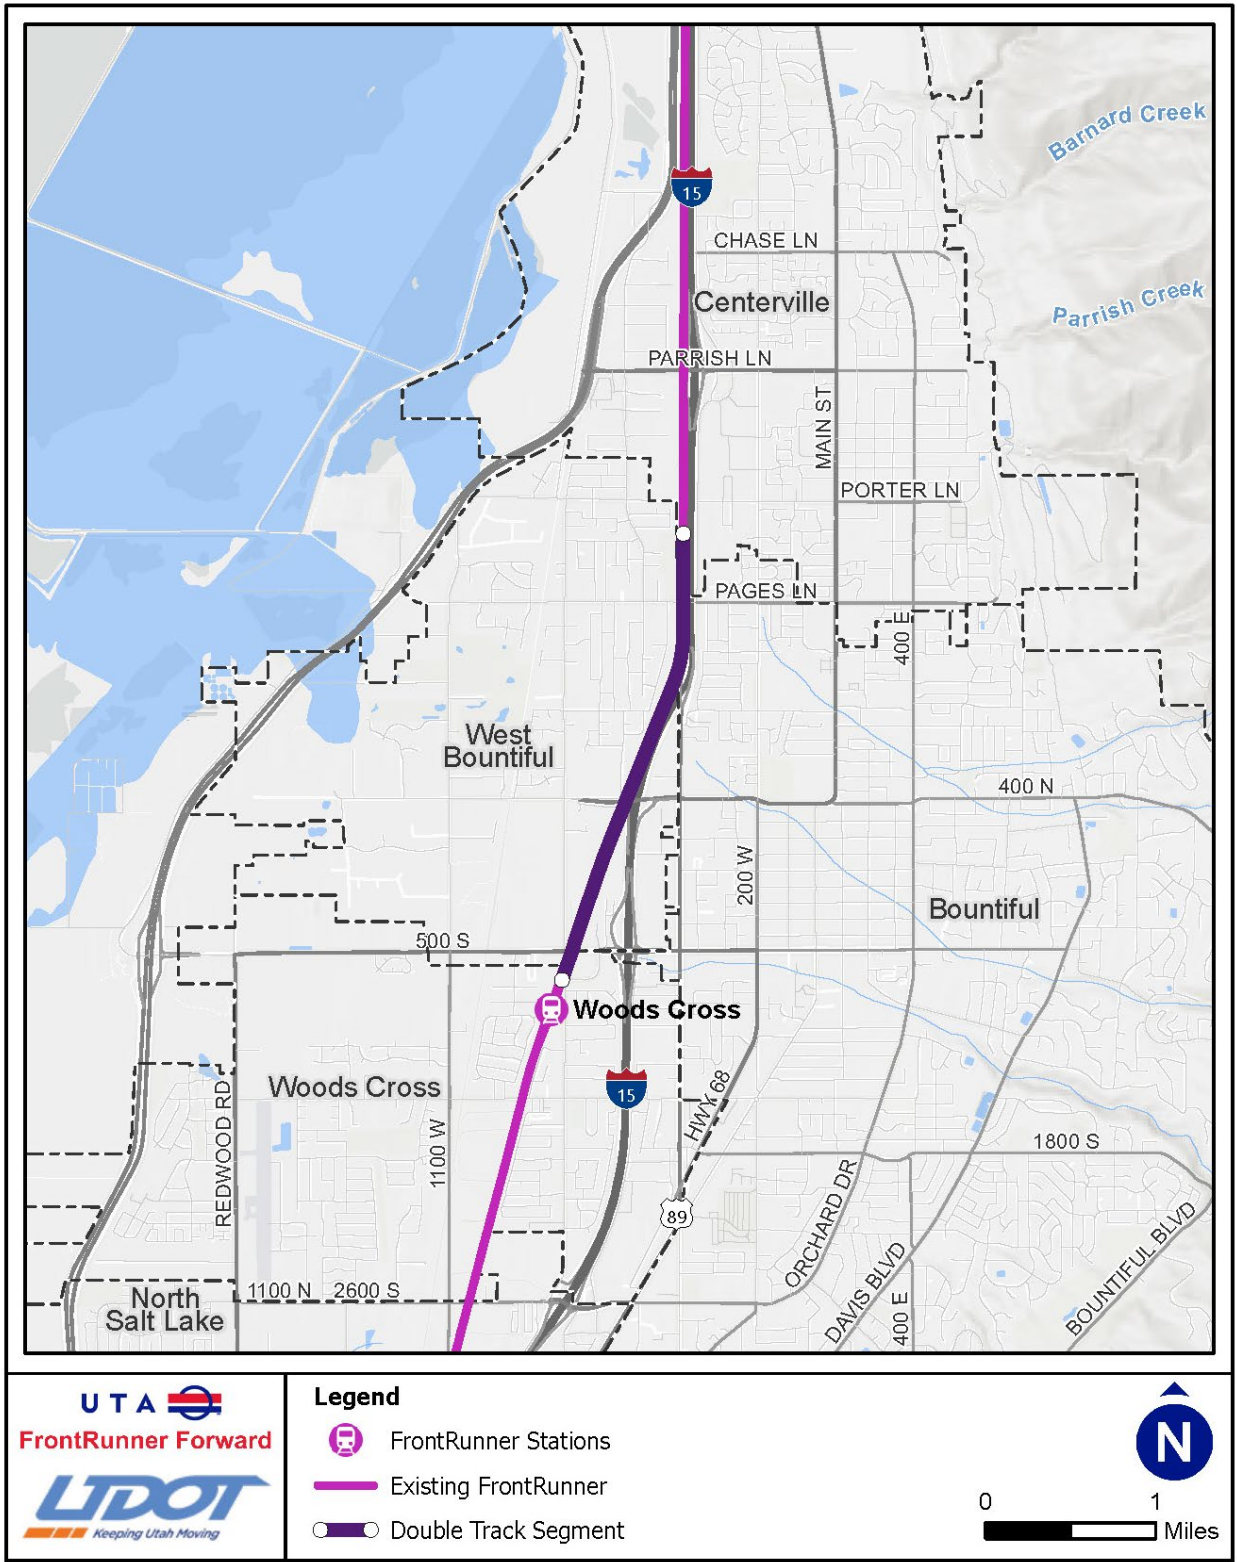 Barnard Creek
15
CHASE LN
Centerville
Parrish Creek
PARRISH LN
MAIN ST
PORTER LN
PAGES LN
400 E
West
Bountiful
400 N
200 W
Bountiful
500 S
Woods Cross
Woods Cross
15
HWY 68
REDWOOD RD
1100 W
1800 S
89
ORCHARD DR
DAVIS BLVD
BOUNTIFUL BLVD
400 E
1100 N 2600 S
North
Salt Lake
UTA
FrontRunner Forward
UDOT
Keeping Utah Moving
Legend
FrontRunner Stations
Existing FrontRunner
Double Track Segment
N
0 1
Miles